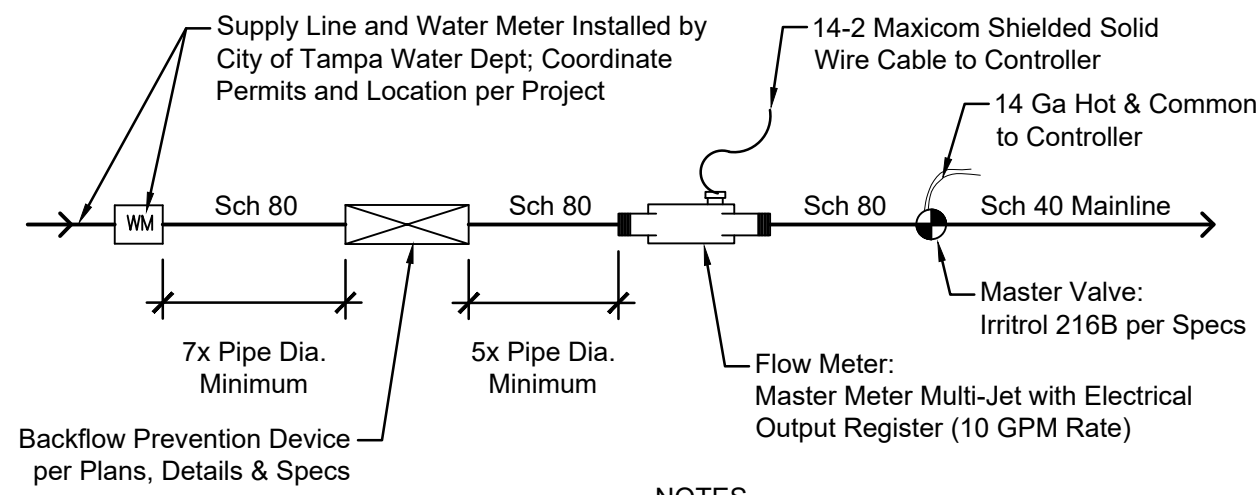 Supply Line and Water Meter Installed by
City of Tampa Water Dept; Coordinate
Permits and Location per Project
14-2 Maxicom Shielded Solid
Wire Cable to Controller
14 Ga Hot & Common
to Controller
WM
Sch 80
Sch 80
Sch 80
Sch 40 Mainline
7x Pipe Dia.
Minimum
5x Pipe Dia.
Minimum
Master Valve:
Irritrol 216B per Specs
Flow Meter:
Master Meter Multi-Jet with Electrical
Output Register (10 GPM Rate)
Backflow Prevention Device
per Plans, Details & Specs
NOTES